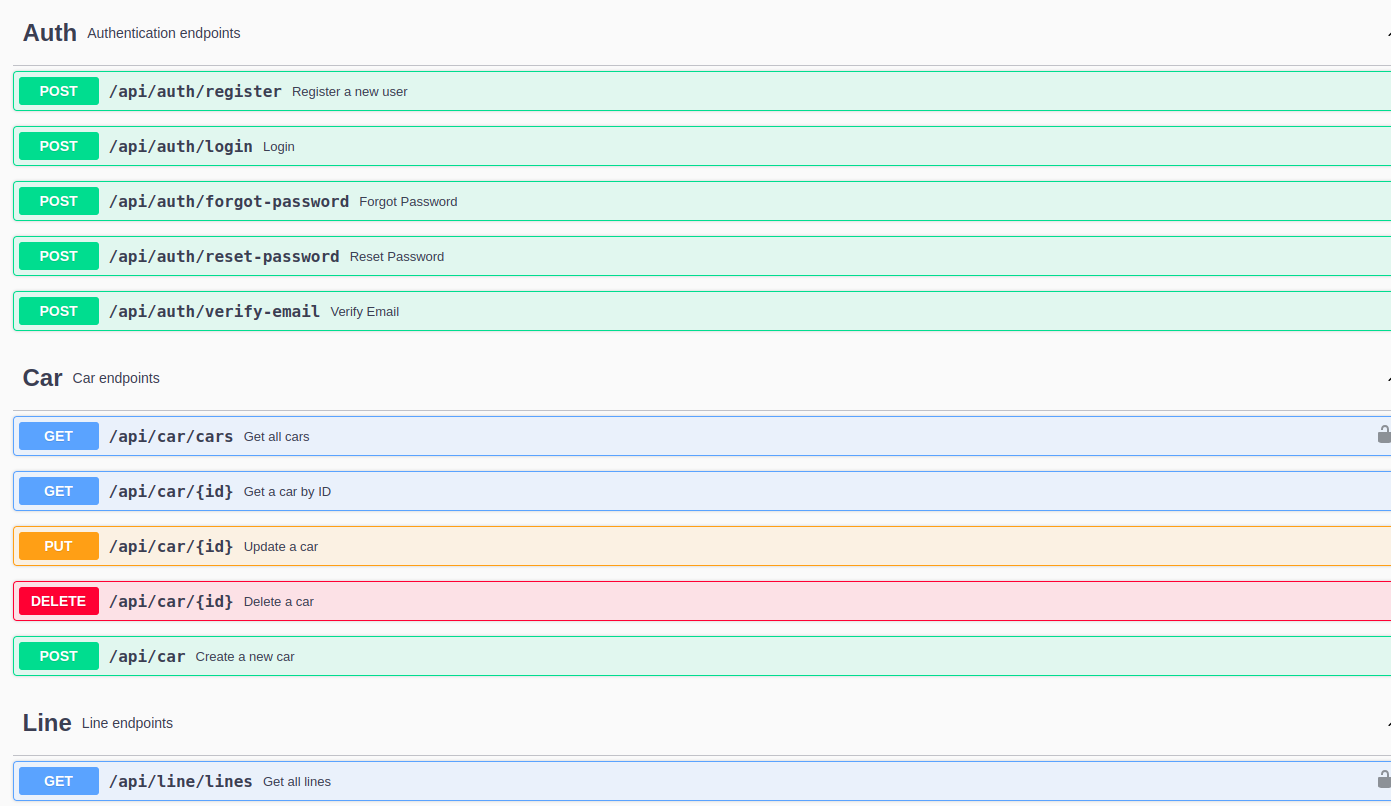 Auth Authentication endpoints
POST /api/auth/register Register a new user
POST /api/auth/login Login
POST /api/auth/forgot-password Forgot Password
POST /api/auth/reset-password Reset Password
POST /api/auth/verify-email Verify Email
Car Car endpoints
GET /api/car/cars Get all cars
GET /api/car/{id} Get a car by ID
PUT /api/car/{id} Update a car
DELETE /api/car/{id} Delete a car
POST /api/car Create a new car
Line Line endpoints
GET /api/line/lines Get all lines